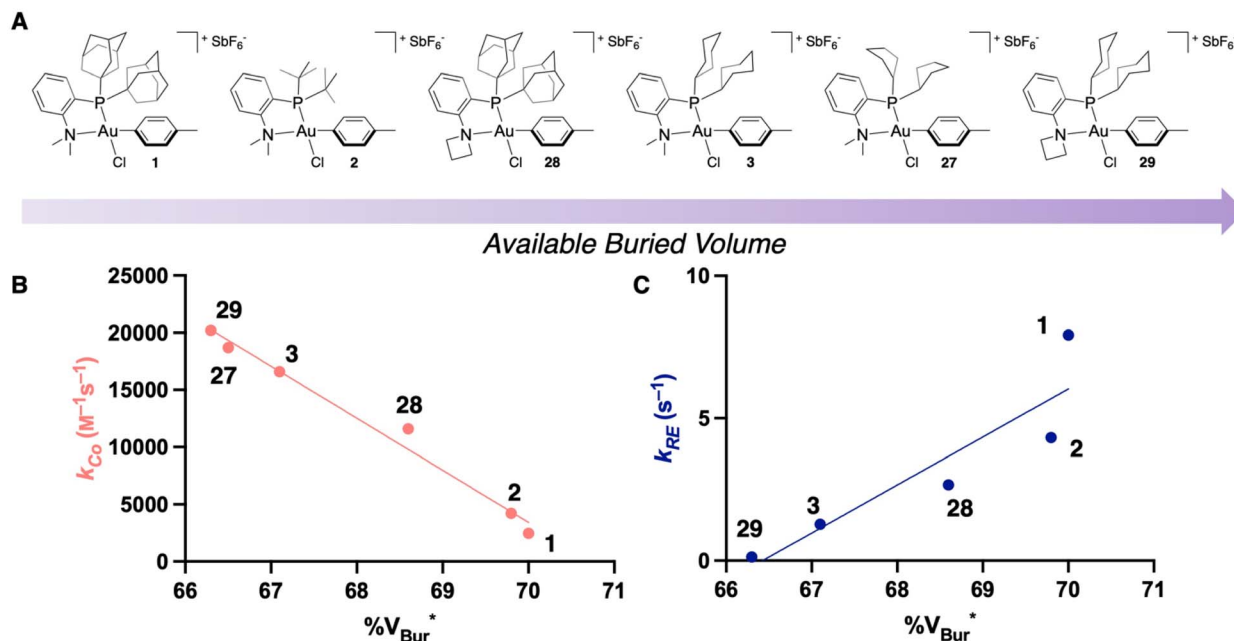 A
+ SbF6-
+ SbF6-
+ SbF6-
+ SbF6-
+ SbF6-
+ SbF6-
P
P
P
P
P
P
N Au
N Au
N Au
N Au
N Au
N Au
Cl 1
Cl 2
Cl 28
Cl 3
Cl 27
Cl 29
Available Buried Volume
B
25000
20000
15000
10000
5000
0
kCo (M−1s−1)
29
27
3
28
2
1
66 67 68 69 70 71
%VBur*
C
10
5
0
kRE (s−1)
1
2
28
3
29
66 67 68 69 70 71
%VBur*